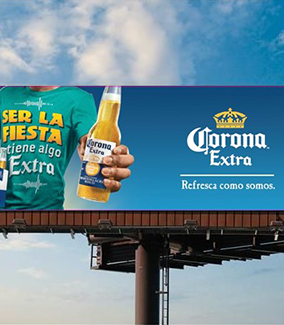 SER LA
FIESTA
tiene algo
Extra
Corona
Extra
Corona
Extra
Refresca como somos.